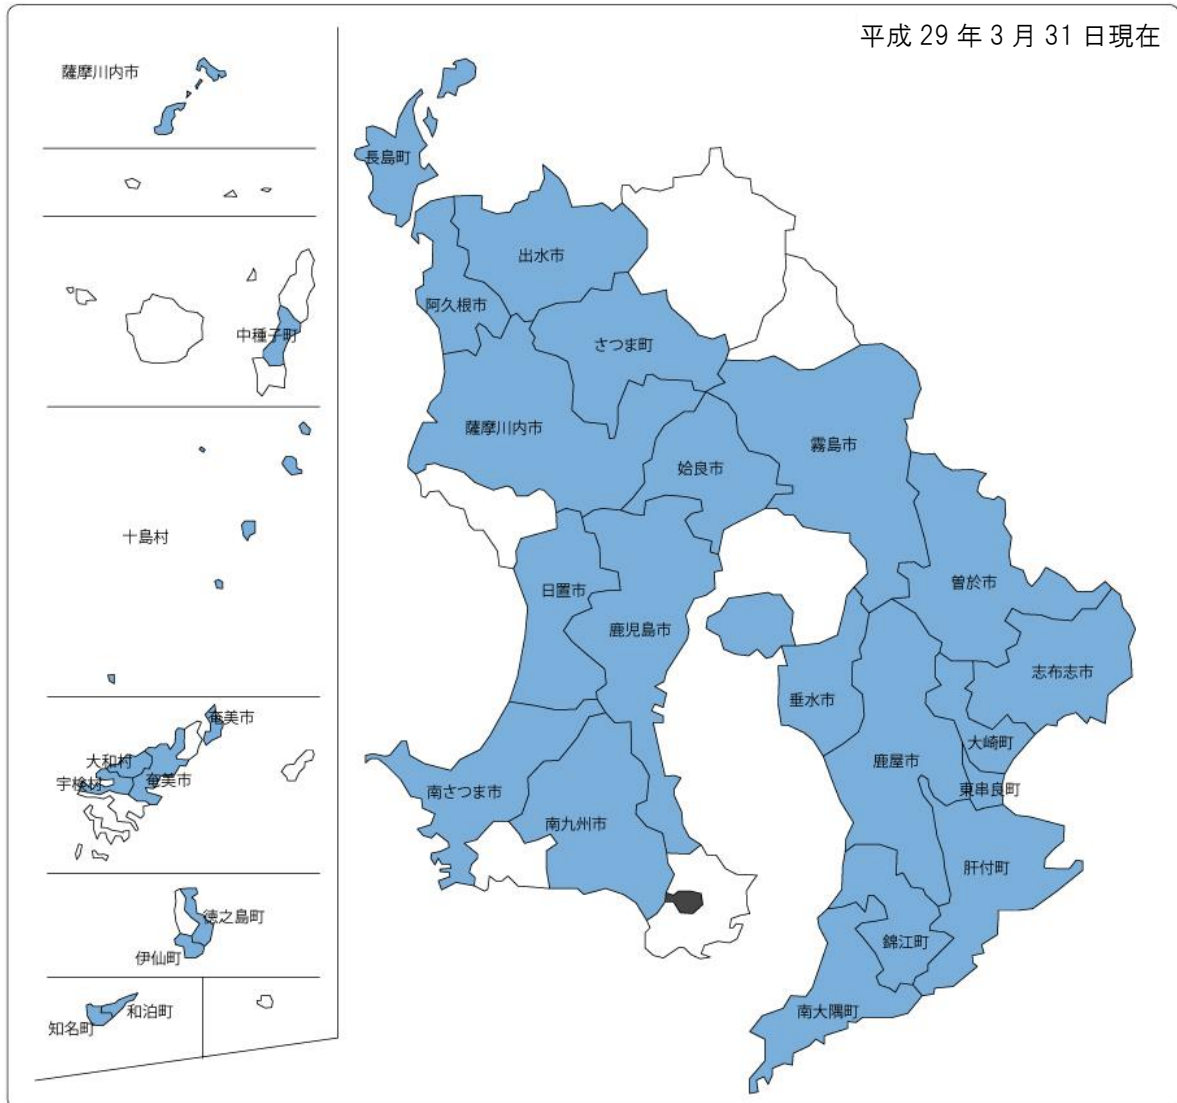 平成 29 年 3 月 31 日現在
薩摩川内市
中種子町
十島村
奄美市
大和村
宇検村
奄美市
徳之島町
伊仙町
和泊町
知名町
長島町
出水市
阿久根市
さつま町
薩摩川内市
霧島市
姶良市
日置市
鹿児島市
曽於市
志布志市
垂水市
大崎町
鹿屋市
東串良町
南さつま市
南九州市
肝付町
錦江町
南大隅町